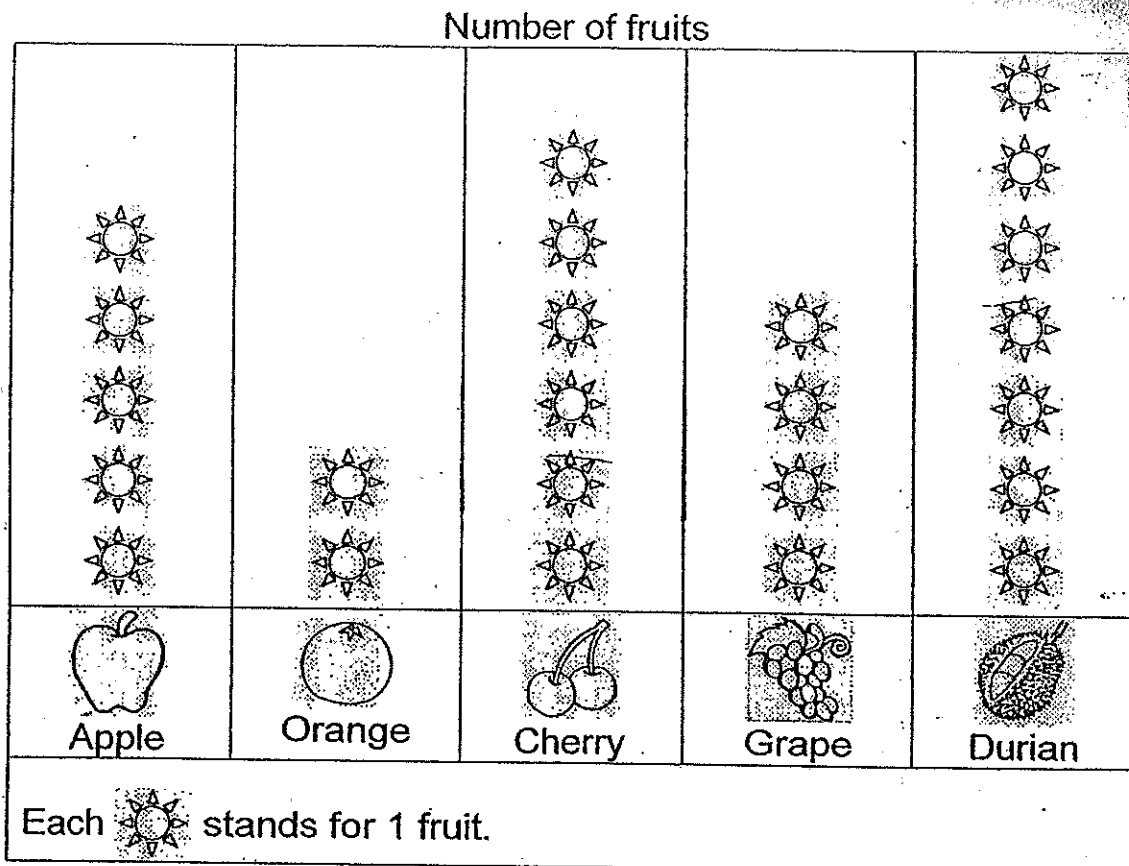 Number of fruits
Apple Orange Cherry Grape Durian
Each stands for 1 fruit.